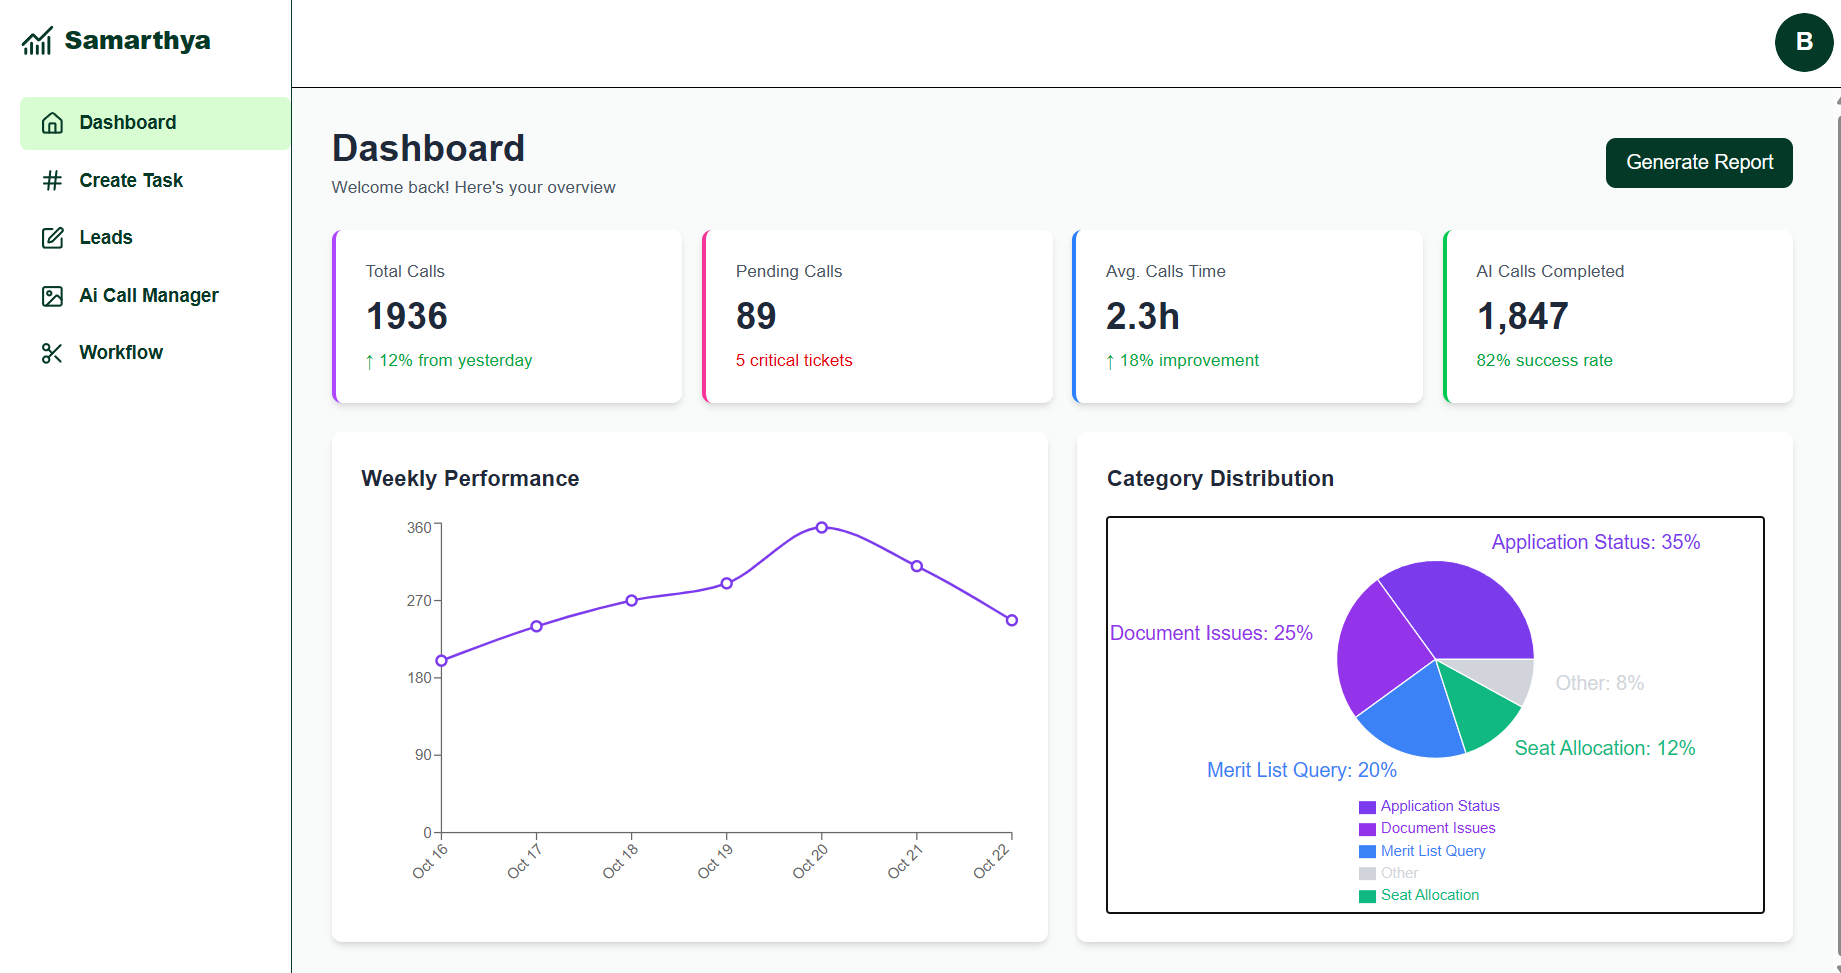 Samarthya
B
Dashboard
Create Task
Leads
Ai Call Manager
Workflow
Dashboard
Welcome back! Here's your overview
Generate Report
Total Calls
1936
↑ 12% from yesterday
Pending Calls
89
5 critical tickets
Avg. Calls Time
2.3h
↑ 18% improvement
AI Calls Completed
1,847
82% success rate
Weekly Performance
360
270
180
90
0
Oct 16
Oct 17
Oct 18
Oct 19
Oct 20
Oct 21
Oct 22
Category Distribution
Application Status: 35%
Document Issues: 25%
Other: 8%
Seat Allocation: 12%
Merit List Query: 20%
Application Status
Document Issues
Merit List Query
Other
Seat Allocation